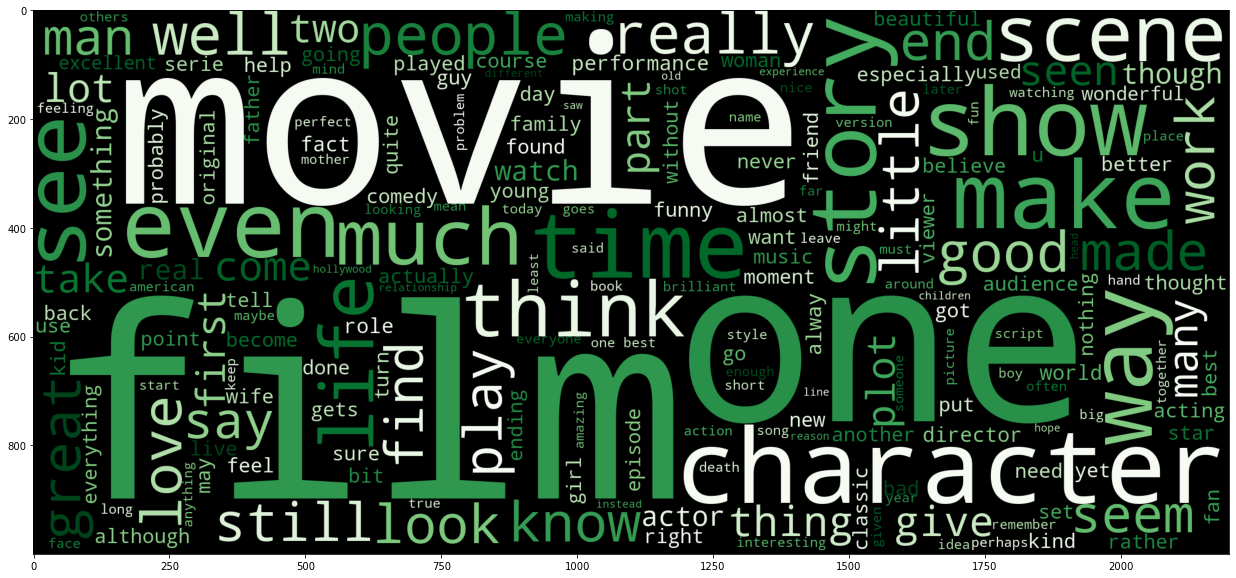 0
200
400
600
800
0
250
500
750
1000
1250
1500
1750
2000
others
man
well
two
people
making
really
beautiful
end
scene
excellent
serie
going
help
mind
played
course
guy
different
performance
woman
experience
story
especially
used
seen
though
lot
father
movie
day
old
shot
nice
later
watching
wonderful
feeling
see
something
probably
original
perfect
fact
mother
quite
problem
saw
family
found
watch
young
part
without
name
never
friend
version
little
show
fun
place
work
believe
u
better
comedy
looking
mean
today
goes
funny
almost
far
make
even
much
time
said
want
leave
might
must
viewer
good
head
made
take
real
come
hollywood
actually
relationship
least
book
brilliant
music
moment
around
audience
hand
thought
american
back
use
kid
point
first
tell
maybe
become
life
role
think
everyone
one best
style
go
enough
short
one
alway
children
got
script
nothing
way
many
film
great
everything
start
love
say
keep
wife
done
gets
turn
find
play
ending
amazing
girl
episode
line
new
plot
someone
picture
put
boy
often
world
big
together
best
acting
star
live
may
feel
sure
bit
action
song
reason
another
director
hope
death
character
need
yet
long
anything
although
face
still
true
look
know
instead
actor
right
thing
interesting
classic
bad
year
given
give
idea
remember
perhaps
kind
set
seem
rather
fan